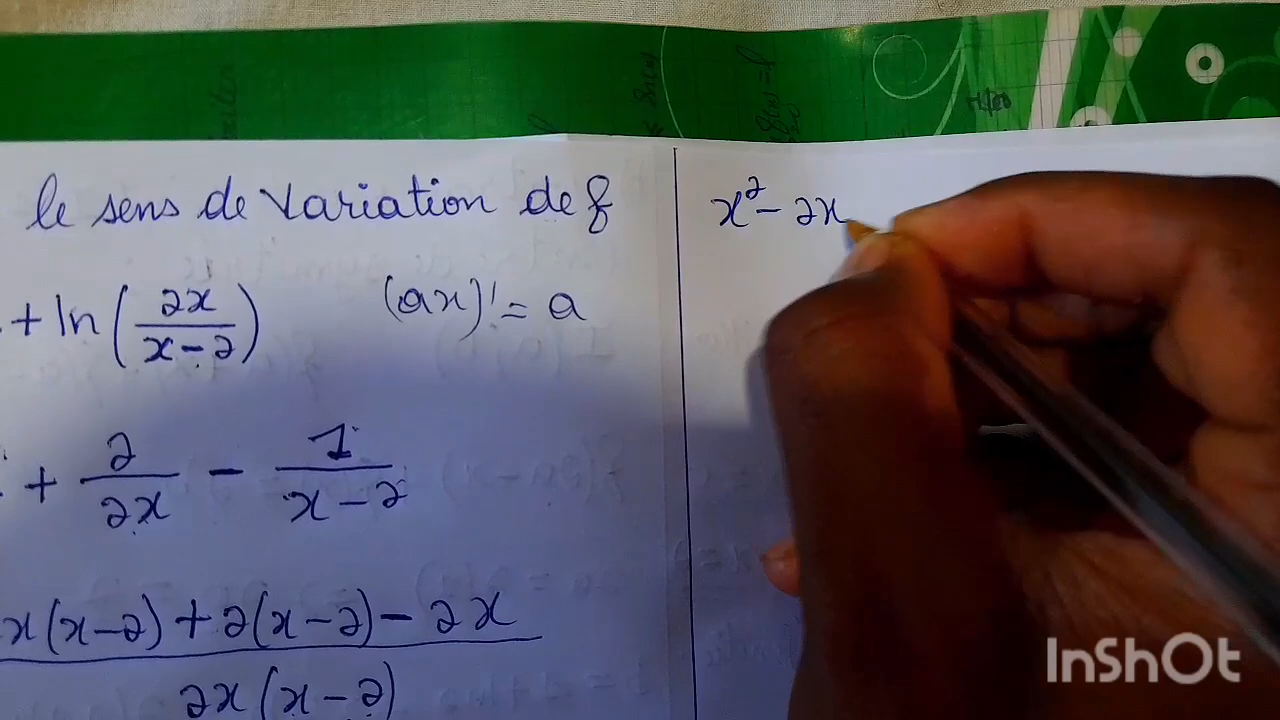 le sens de variation de f
+ ln(2x/(x-2)) (ax)' = a
+ 2/2x - 1/(x-2)
x(x-2)+2(x-2)-2x
2x(x-2)
x²-2x
InShOt